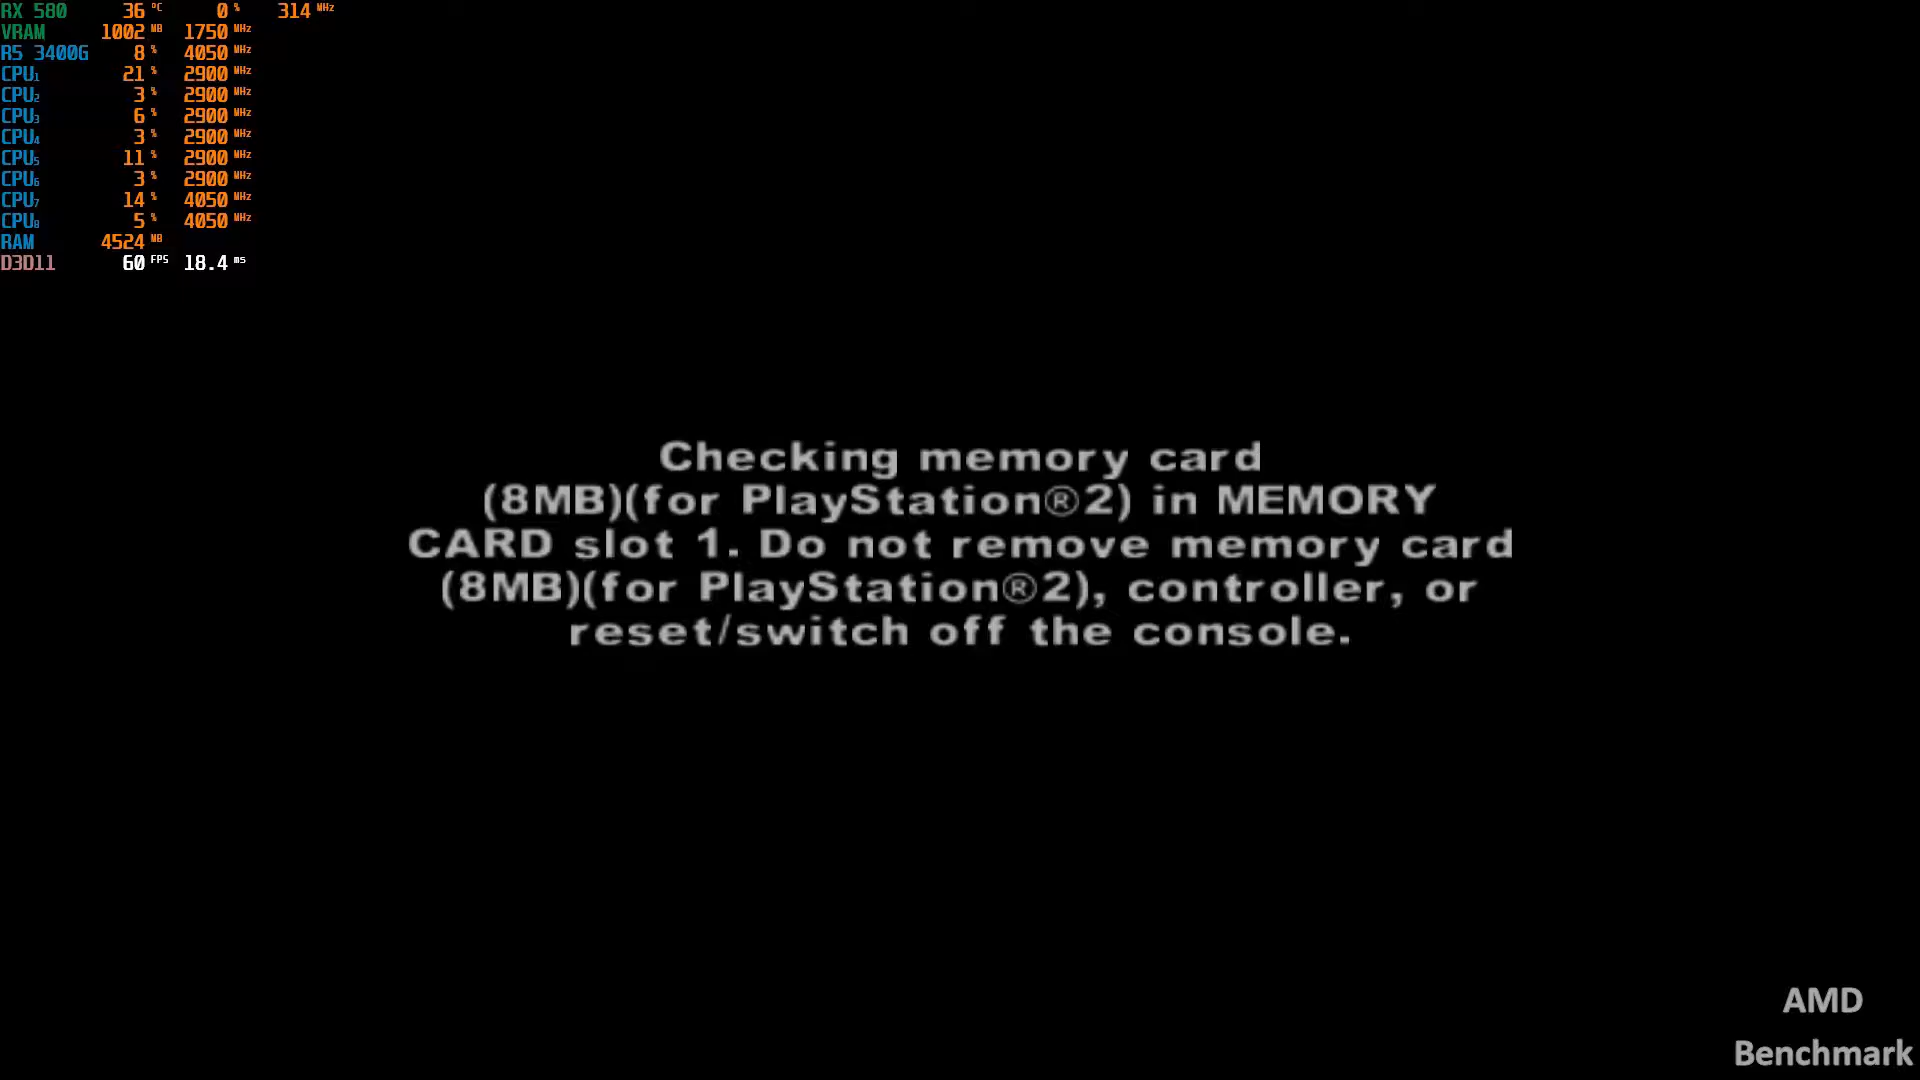 RX 580 36 °C 0 % 314 MHz
VRAM 1002 MB 1750 MHz
R5 3400G 8 % 4050 MHz
CPU1 21 % 2900 MHz
CPU2 3 % 2900 MHz
CPU3 6 % 2900 MHz
CPU4 3 % 2900 MHz
CPU5 11 % 2900 MHz
CPU6 3 % 2900 MHz
CPU7 14 % 4050 MHz
CPU8 5 % 4050 MHz
RAM 4524 MB
D3D11 60 FPS 18.4 ms
Checking memory card
(8MB)(for PlayStation®2) in MEMORY
CARD slot 1. Do not remove memory card
(8MB)(for PlayStation®2), controller, or
reset/switch off the console.
AMD
Benchmark